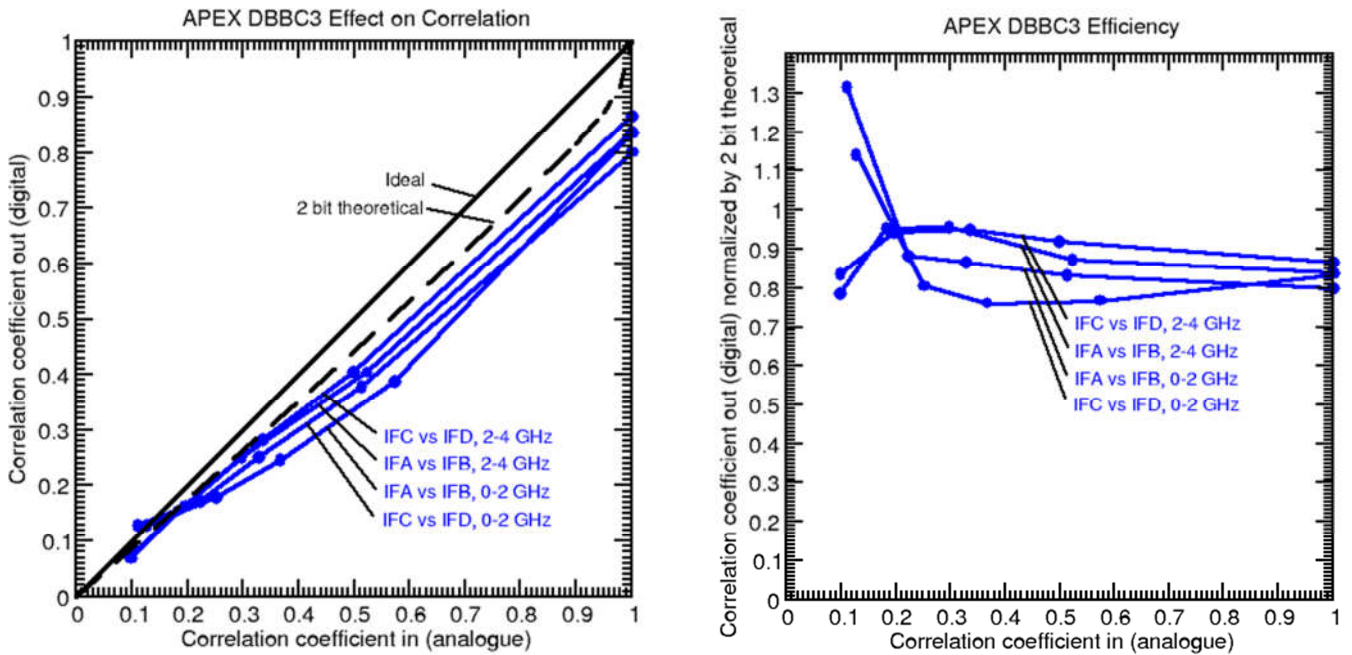 APEX DBBC3 Effect on Correlation
Correlation coefficient out (digital)
1
0.9
0.8
0.7
0.6
0.5
0.4
0.3
0.2
0.1
0
Ideal
2 bit theoretical
IFC vs IFD, 2-4 GHz
IFA vs IFB, 2-4 GHz
IFA vs IFB, 0-2 GHz
IFC vs IFD, 0-2 GHz
0 0.1 0.2 0.3 0.4 0.5 0.6 0.7 0.8 0.9 1
Correlation coefficient in (analogue)
APEX DBBC3 Efficiency
Correlation coefficient out (digital) normalized by 2 bit theoretical
1.3
1.2
1.1
1
0.9
0.8
0.7
0.6
0.5
0.4
0.3
0.2
0.1
0
IFC vs IFD, 2-4 GHz
IFA vs IFB, 2-4 GHz
IFA vs IFB, 0-2 GHz
IFC vs IFD, 0-2 GHz
0 0.1 0.2 0.3 0.4 0.5 0.6 0.7 0.8 0.9 1
Correlation coefficient in (analogue)